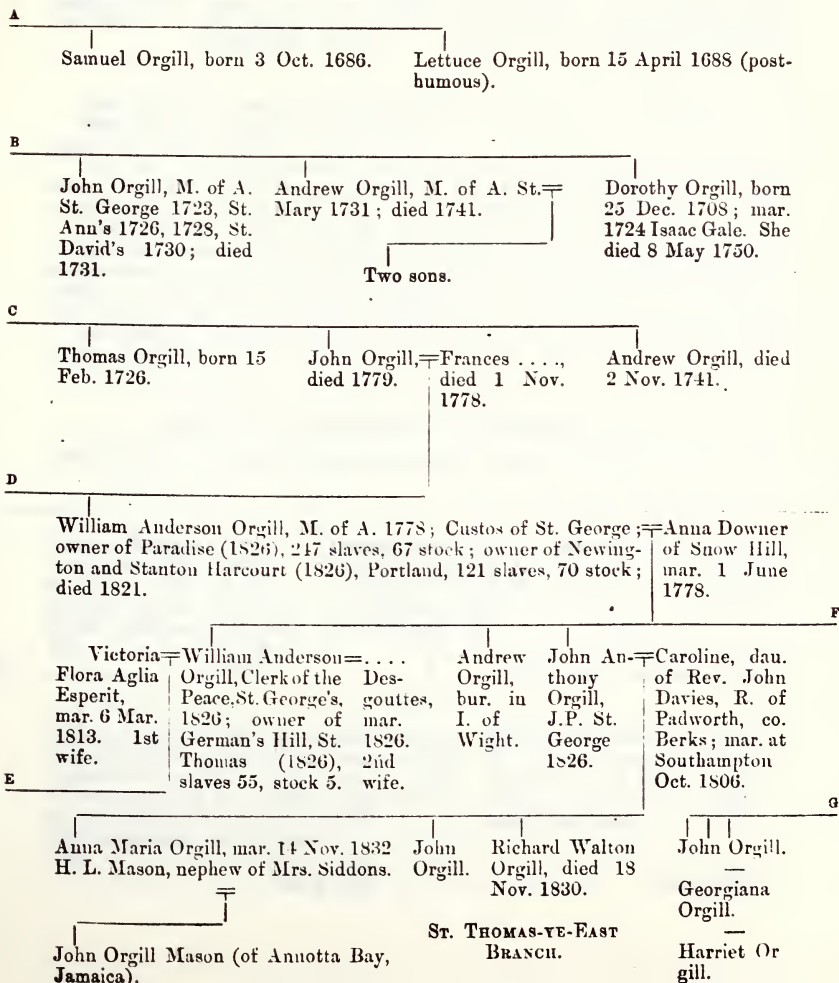 A
Samuel Orgill, born 3 Oct. 1686.
Lettuce Orgill, born 15 April 1688 (post-
humous).
B
John Orgill, M. of A.
St. George 1723, St.
Ann's 1726, 1728, St.
David's 1730; died
1731.
Andrew Orgill, M. of A. St.
Mary 1731; died 1741.
Two sons.
Dorothy Orgill, born
25 Dec. 1708; mar.
1724 Isaac Gale. She
died 8 May 1750.
C
Thomas Orgill, born 15
Feb. 1726.
John Orgill,
died 1779.
Frances . . . .,
died 1 Nov.
1778.
Andrew Orgill, died
2 Nov. 1741.
D
William Anderson Orgill, M. of A. 1778; Custos of St. George;
owner of Paradise (1826), 247 slaves, 67 stock; owner of Newing-
ton and Stanton Harcourt (1826), Portland, 121 slaves, 70 stock;
died 1821.
Anna Downer
of Snow Hill,
mar. 1 June
1778.
F
Victoria
Flora Aglia
Esperit,
mar. 6 Mar.
1813. 1st
wife.
William Anderson
Orgill, Clerk of the
Peace, St. George's,
1826; owner of
German's Hill, St.
Thomas (1826),
slaves 55, stock 5.
. . . .
Des-
gouttes,
mar.
1826.
2nd
wife.
Andrew
Orgill,
bur. in
I. of
Wight.
John An-
thony
Orgill,
J.P. St.
George
1826.
Caroline, dau.
of Rev. John
Davies, R. of
Padworth, co.
Berks; mar. at
Southampton
Oct. 1806.
E
G
Anna Maria Orgill, mar. 14 Nov. 1832
H. L. Mason, nephew of Mrs. Siddons.
John
Orgill.
Richard Walton
Orgill, died 18
Nov. 1830.
John Orgill.
—
Georgiana
Orgill.
—
Harriet Or
gill.
John Orgill Mason (of Annotta Bay,
Jamaica).
ST. THOMAS-YE-EAST
BRANCH.